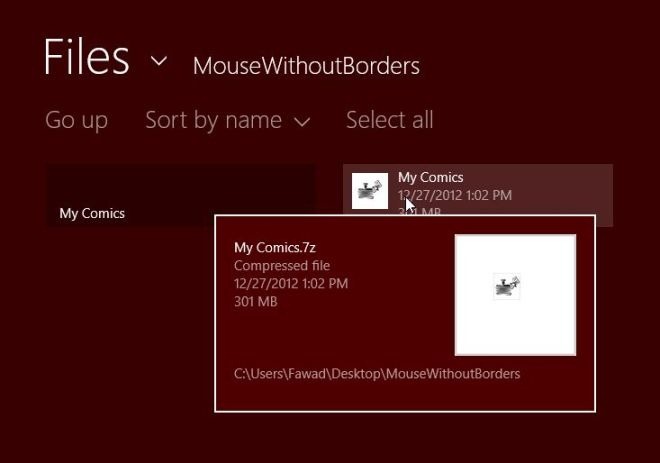 Files MouseWithoutBorders
Go up Sort by name Select all
My Comics
My Comics
12/27/2012 1:02 PM
301 MB
My Comics.7z
Compressed file
12/27/2012 1:02 PM
301 MB
C:\Users\Fawad\Desktop\MouseWithoutBorders